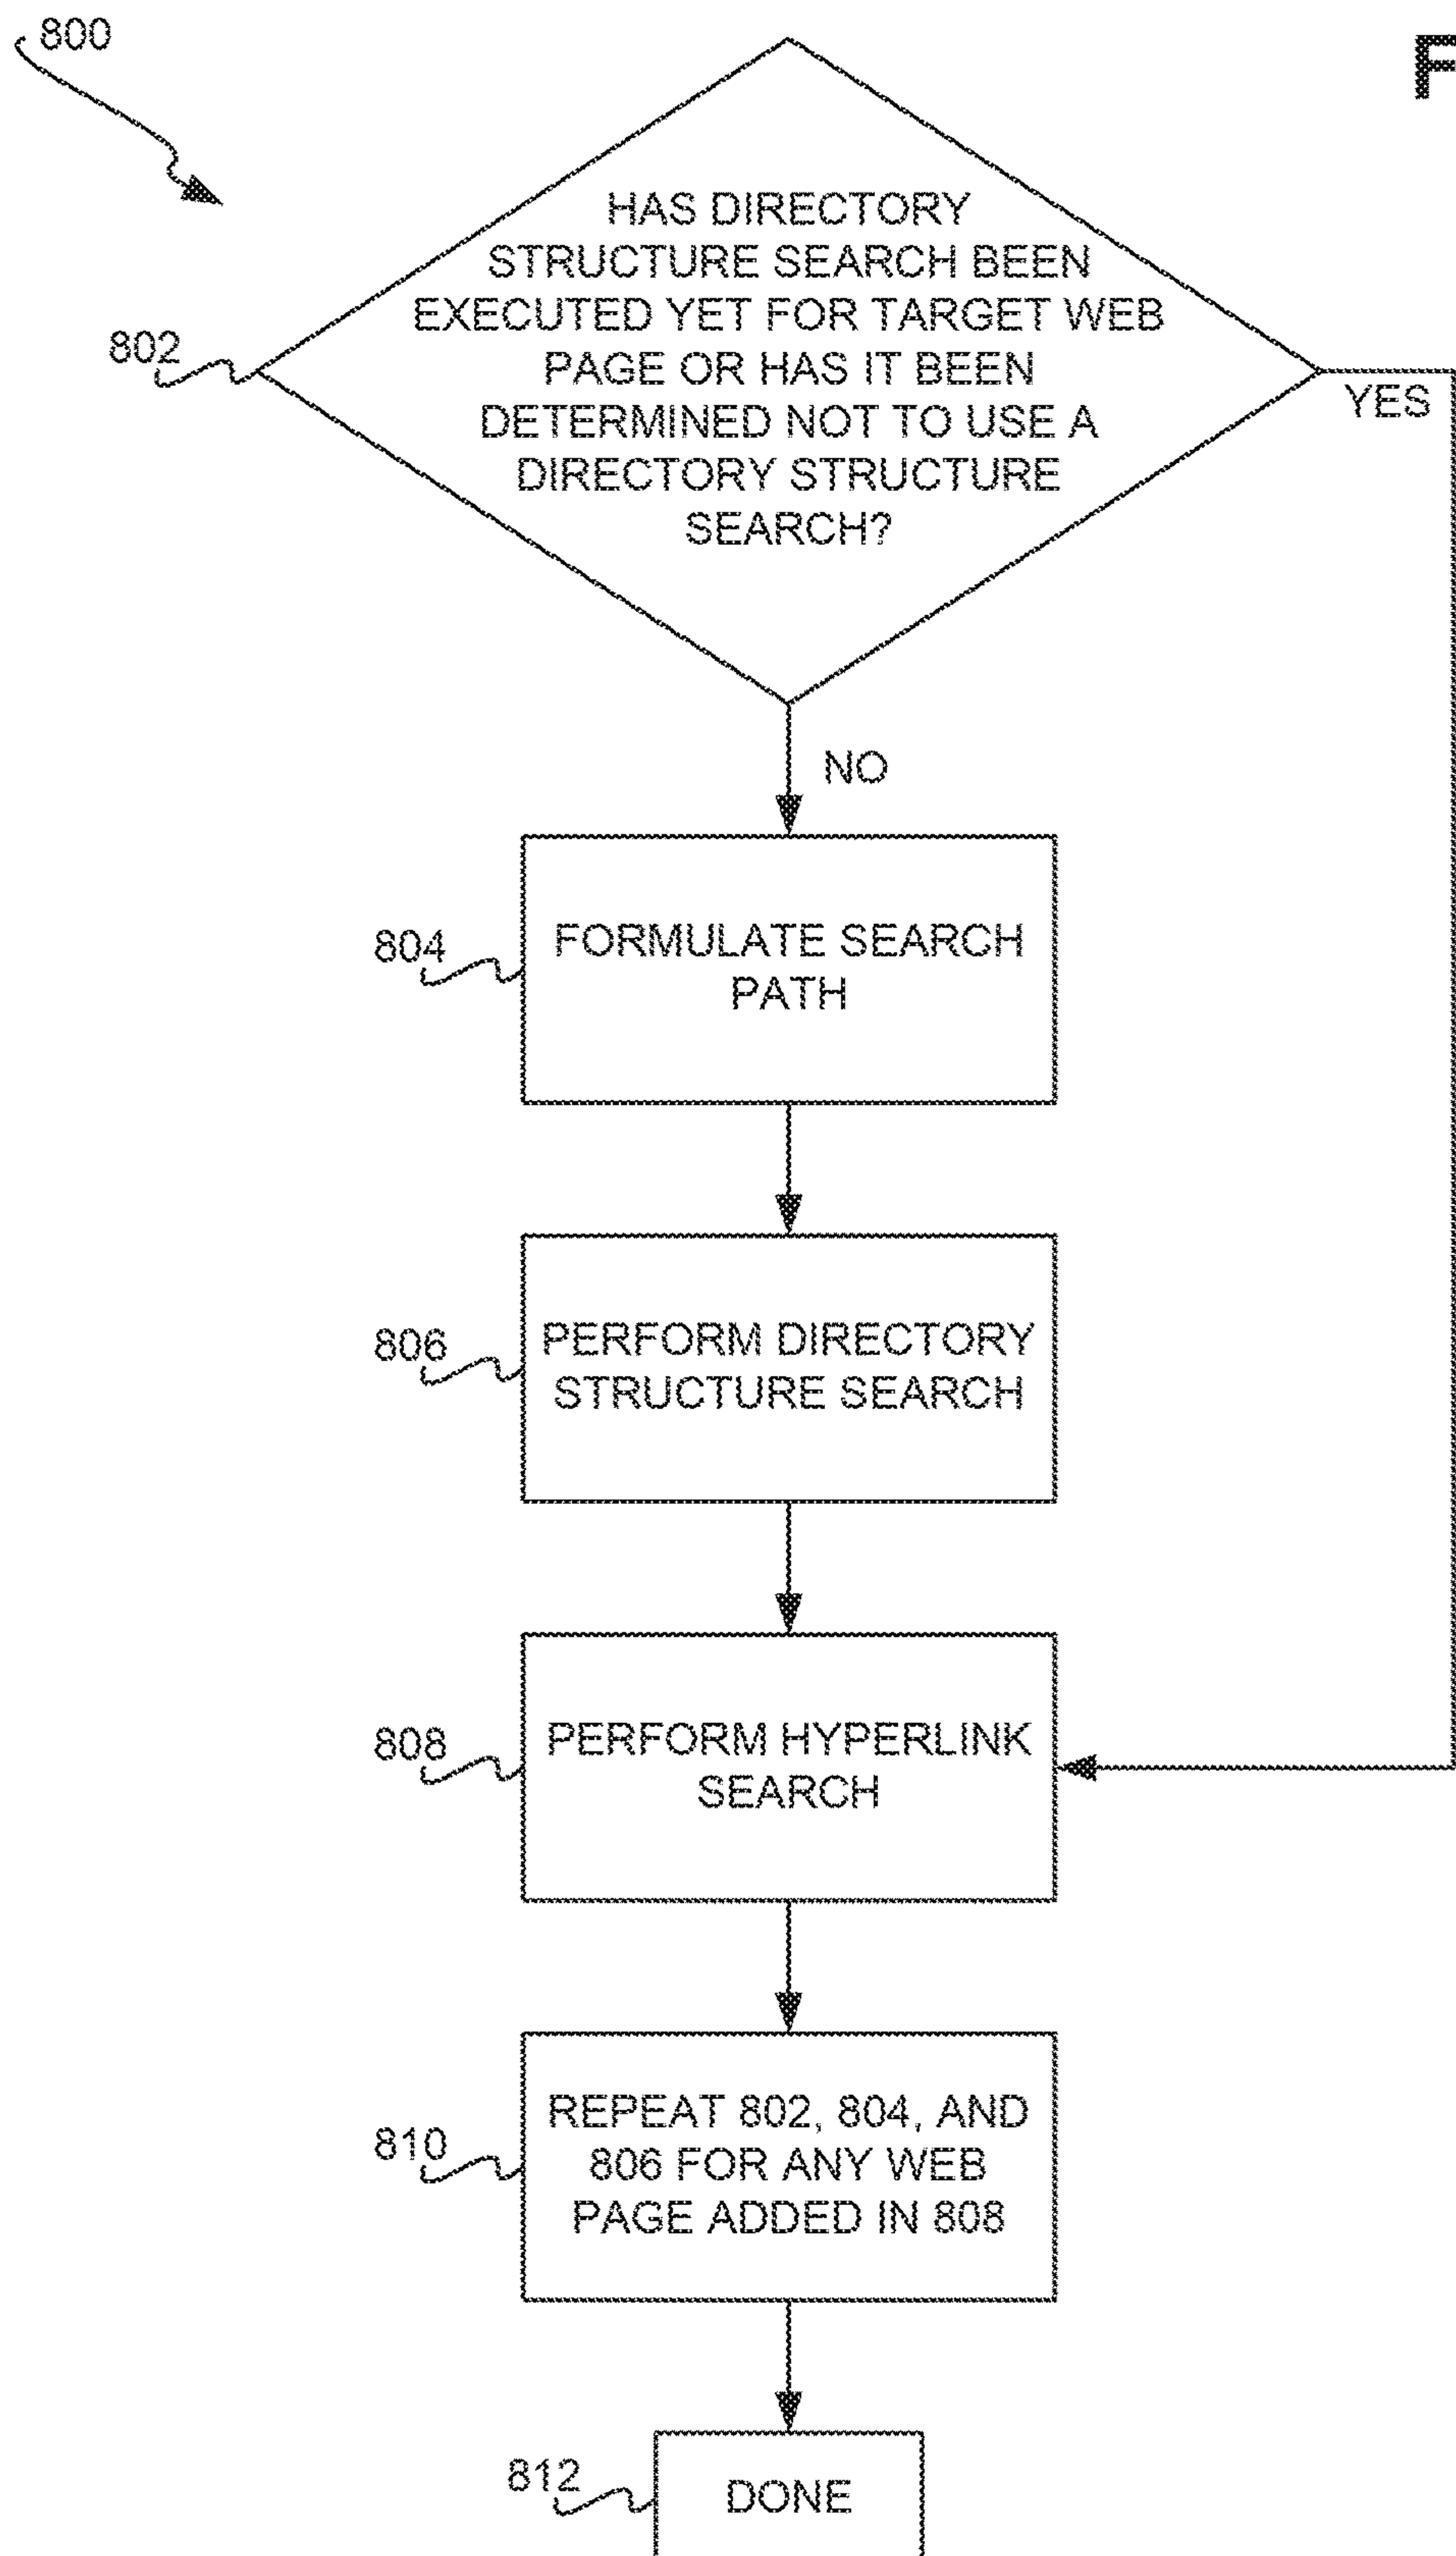 800
F
HAS DIRECTORY
STRUCTURE SEARCH BEEN
EXECUTED YET FOR TARGET WEB
PAGE OR HAS IT BEEN
DETERMINED NOT TO USE A
DIRECTORY STRUCTURE
SEARCH?
802
YES
NO
804
FORMULATE SEARCH
PATH
806
PERFORM DIRECTORY
STRUCTURE SEARCH
808
PERFORM HYPERLINK
SEARCH
810
REPEAT 802, 804, AND
806 FOR ANY WEB
PAGE ADDED IN 808
812
DONE